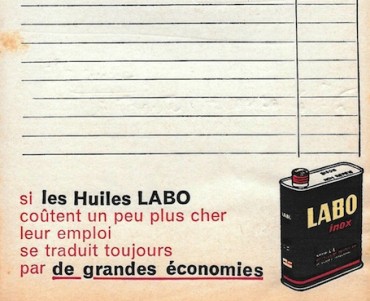 si les Huiles LABO
coûtent un peu plus cher
leur emploi
se traduit toujours
par de grandes économies
LABO
inox